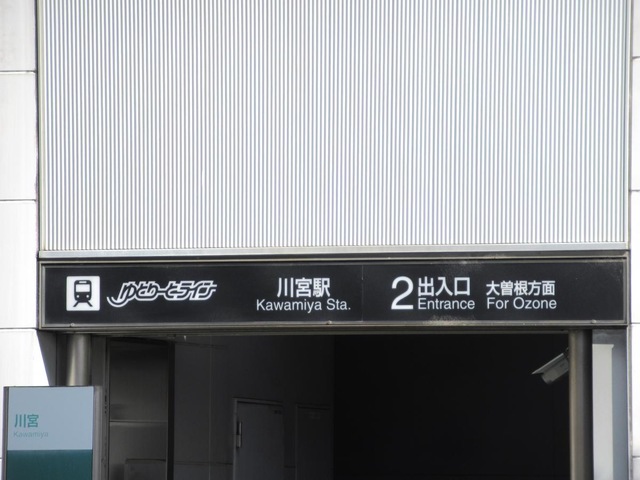 ゆとりーとライン
川宮駅
Kawamiya Sta.
2 出入口
Entrance
大曽根方面
For Ozone
川宮
Kawamiya